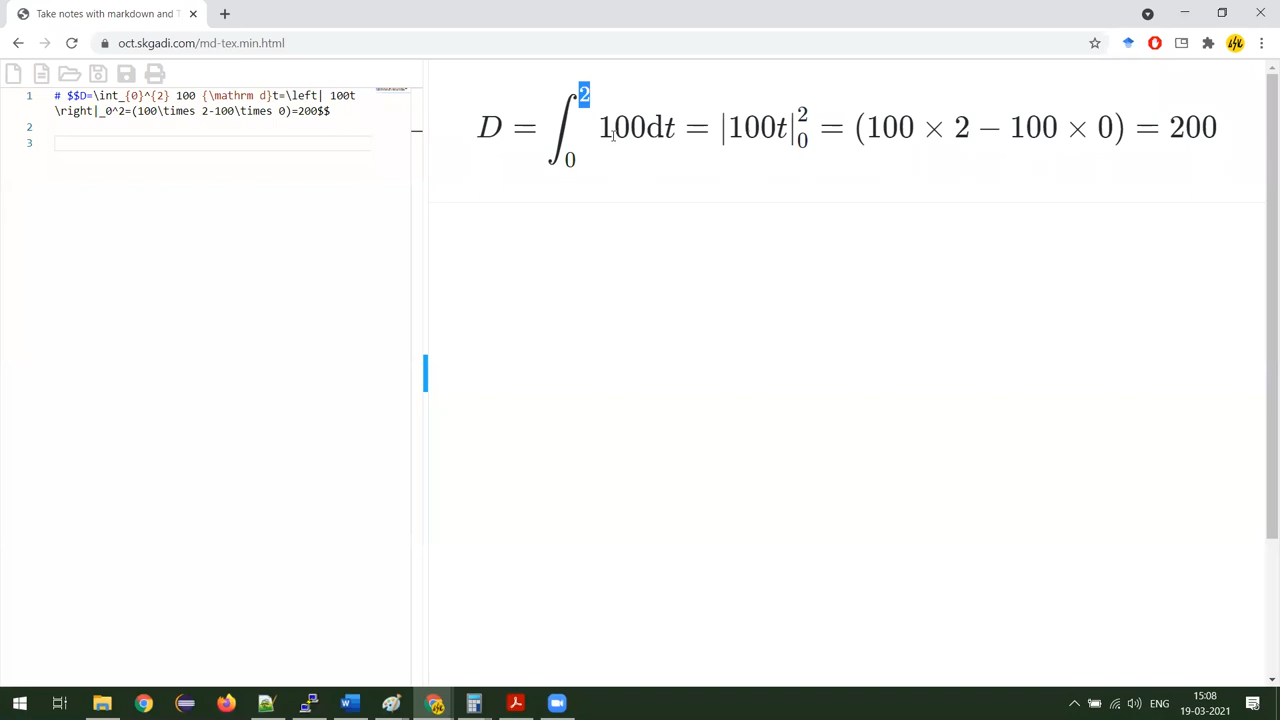 Take notes with markdown and T
oct.skgadi.com/md-tex.min.html
1 # $$D=\int_{0}^{2} 100 {\mathrm d}t=\left| 100t
\right|_0^2=(100\times 2-100\times 0)=200$$
2
3
D = ∫₀² 100dt = |100t|₀² = (100 × 2 − 100 × 0) = 200
ENG
15:08
19-03-2021